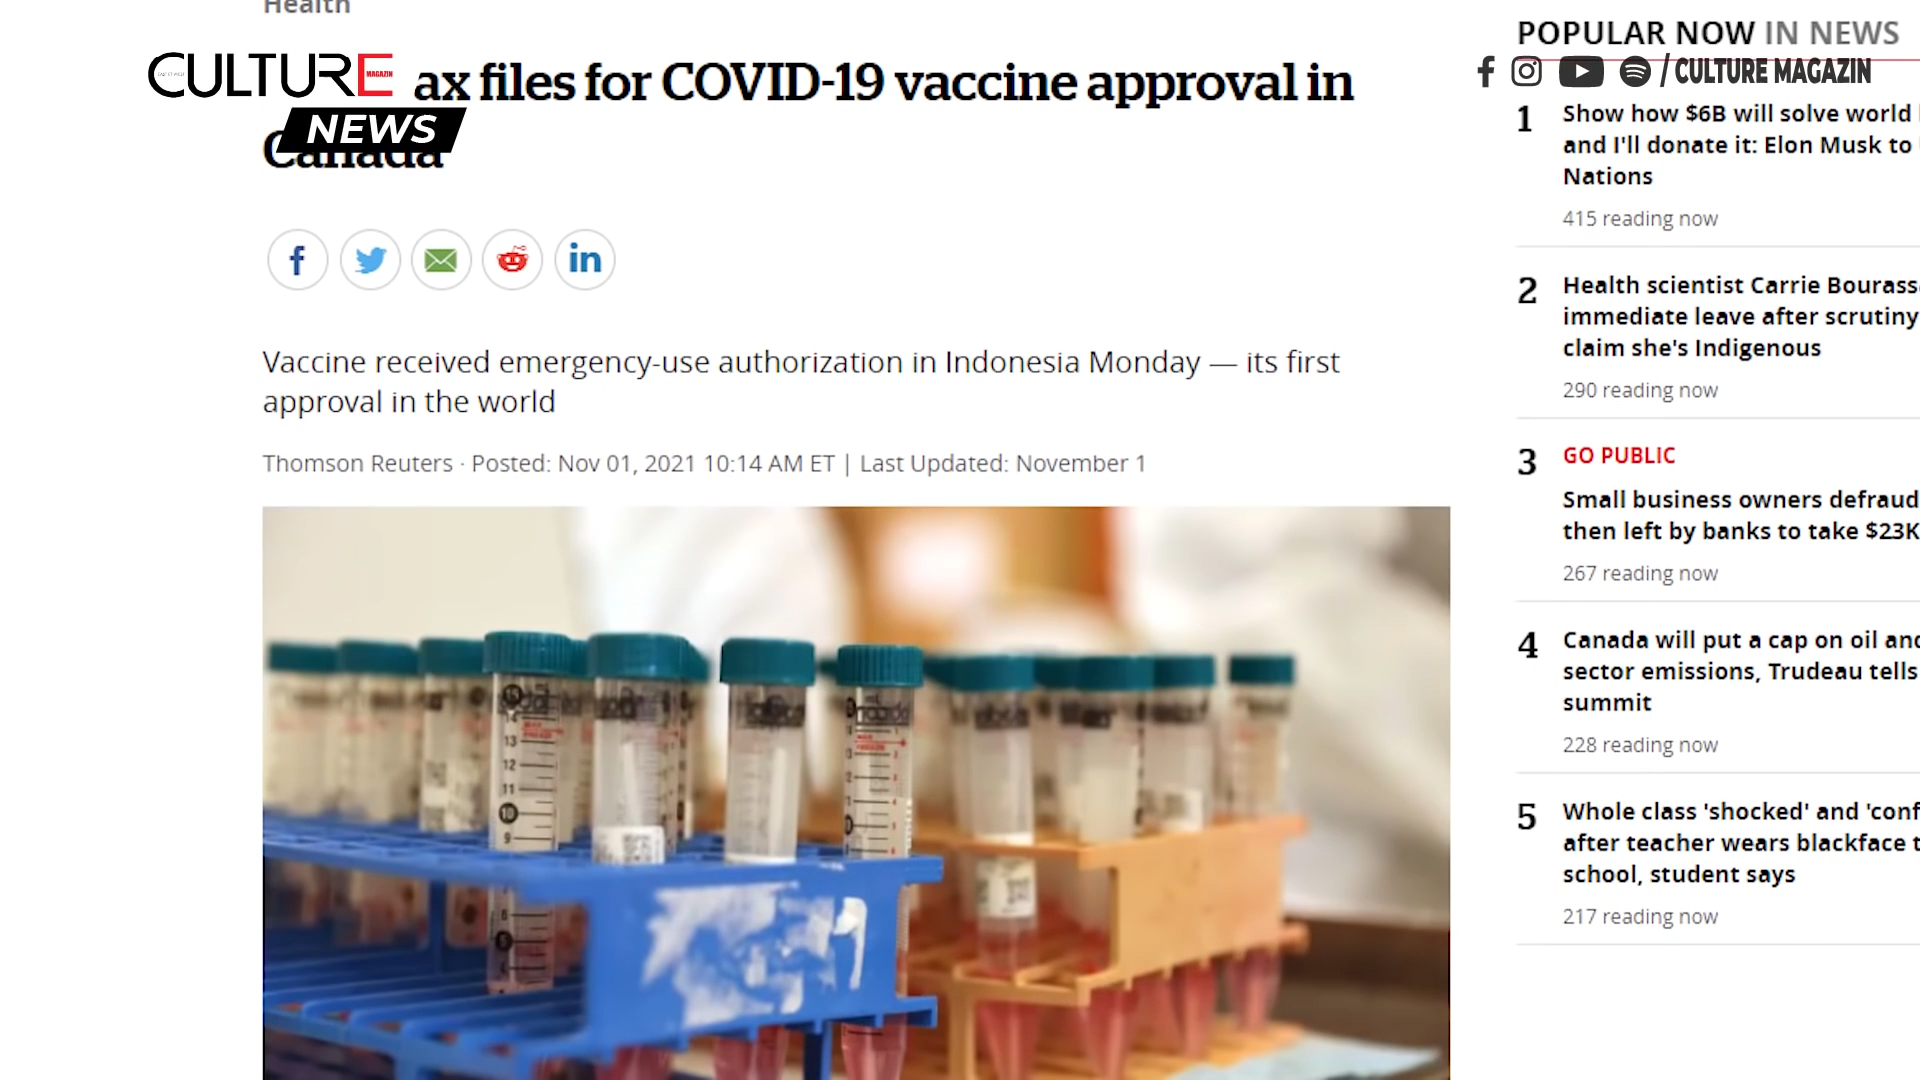 Health
CULTURE
MAGAZIN
NEWS
ax files for COVID-19 vaccine approval in
Canada
Vaccine received emergency-use authorization in Indonesia Monday — its first
approval in the world
Thomson Reuters · Posted: Nov 01, 2021 10:14 AM ET | Last Updated: November 1
POPULAR NOW IN NEWS
/ CULTURE MAGAZIN
1
Show how $6B will solve world
and I'll donate it: Elon Musk to
Nations
415 reading now
2
Health scientist Carrie Bourass
immediate leave after scrutiny
claim she's Indigenous
290 reading now
3
GO PUBLIC
Small business owners defraud
then left by banks to take $23K
267 reading now
4
Canada will put a cap on oil and
sector emissions, Trudeau tells
summit
228 reading now
5
Whole class 'shocked' and 'conf
after teacher wears blackface t
school, student says
217 reading now
13
12
11
10
9